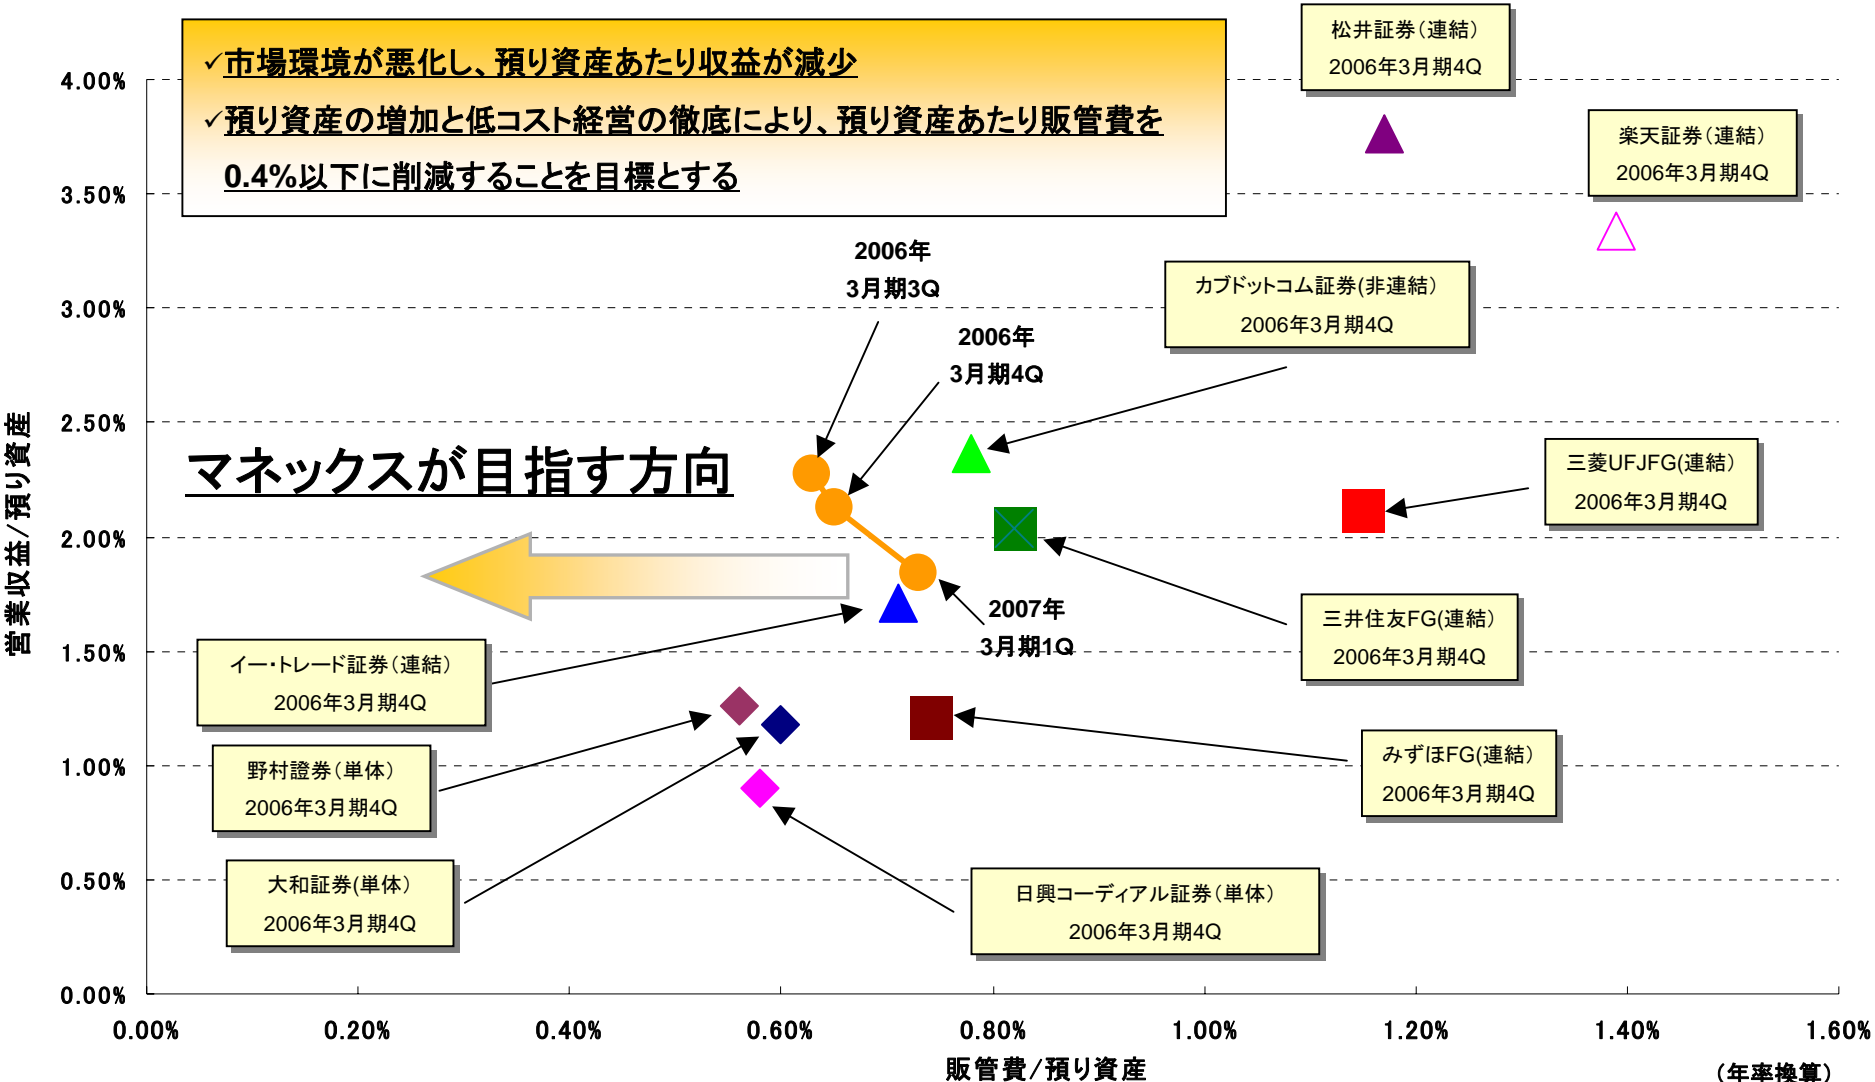 ✓市場環境が悪化し、預り資産あたり収益が減少
✓預り資産の増加と低コスト経営の徹底により、預り資産あたり販管費を
0.4%以下に削減することを目標とする
松井証券（連結）
2006年3月期4Q
楽天証券（連結）
2006年3月期4Q
カブドットコム証券(非連結）
2006年3月期4Q
2006年
3月期3Q
2006年
3月期4Q
マネックスが目指す方向
三菱UFJFG(連結）
2006年3月期4Q
三井住友FG(連結）
2006年3月期4Q
2007年
3月期1Q
イー・トレード証券（連結）
2006年3月期4Q
野村證券（単体）
2006年3月期4Q
みずほFG(連結）
2006年3月期4Q
大和証券(単体）
2006年3月期4Q
日興コーディアル証券（単体）
2006年3月期4Q
営業収益/預り資産
4.00%
3.50%
3.00%
2.50%
2.00%
1.50%
1.00%
0.50%
0.00%
0.00% 0.20% 0.40% 0.60% 0.80% 1.00% 1.20% 1.40% 1.60%
販管費/預り資産
（年率換算）